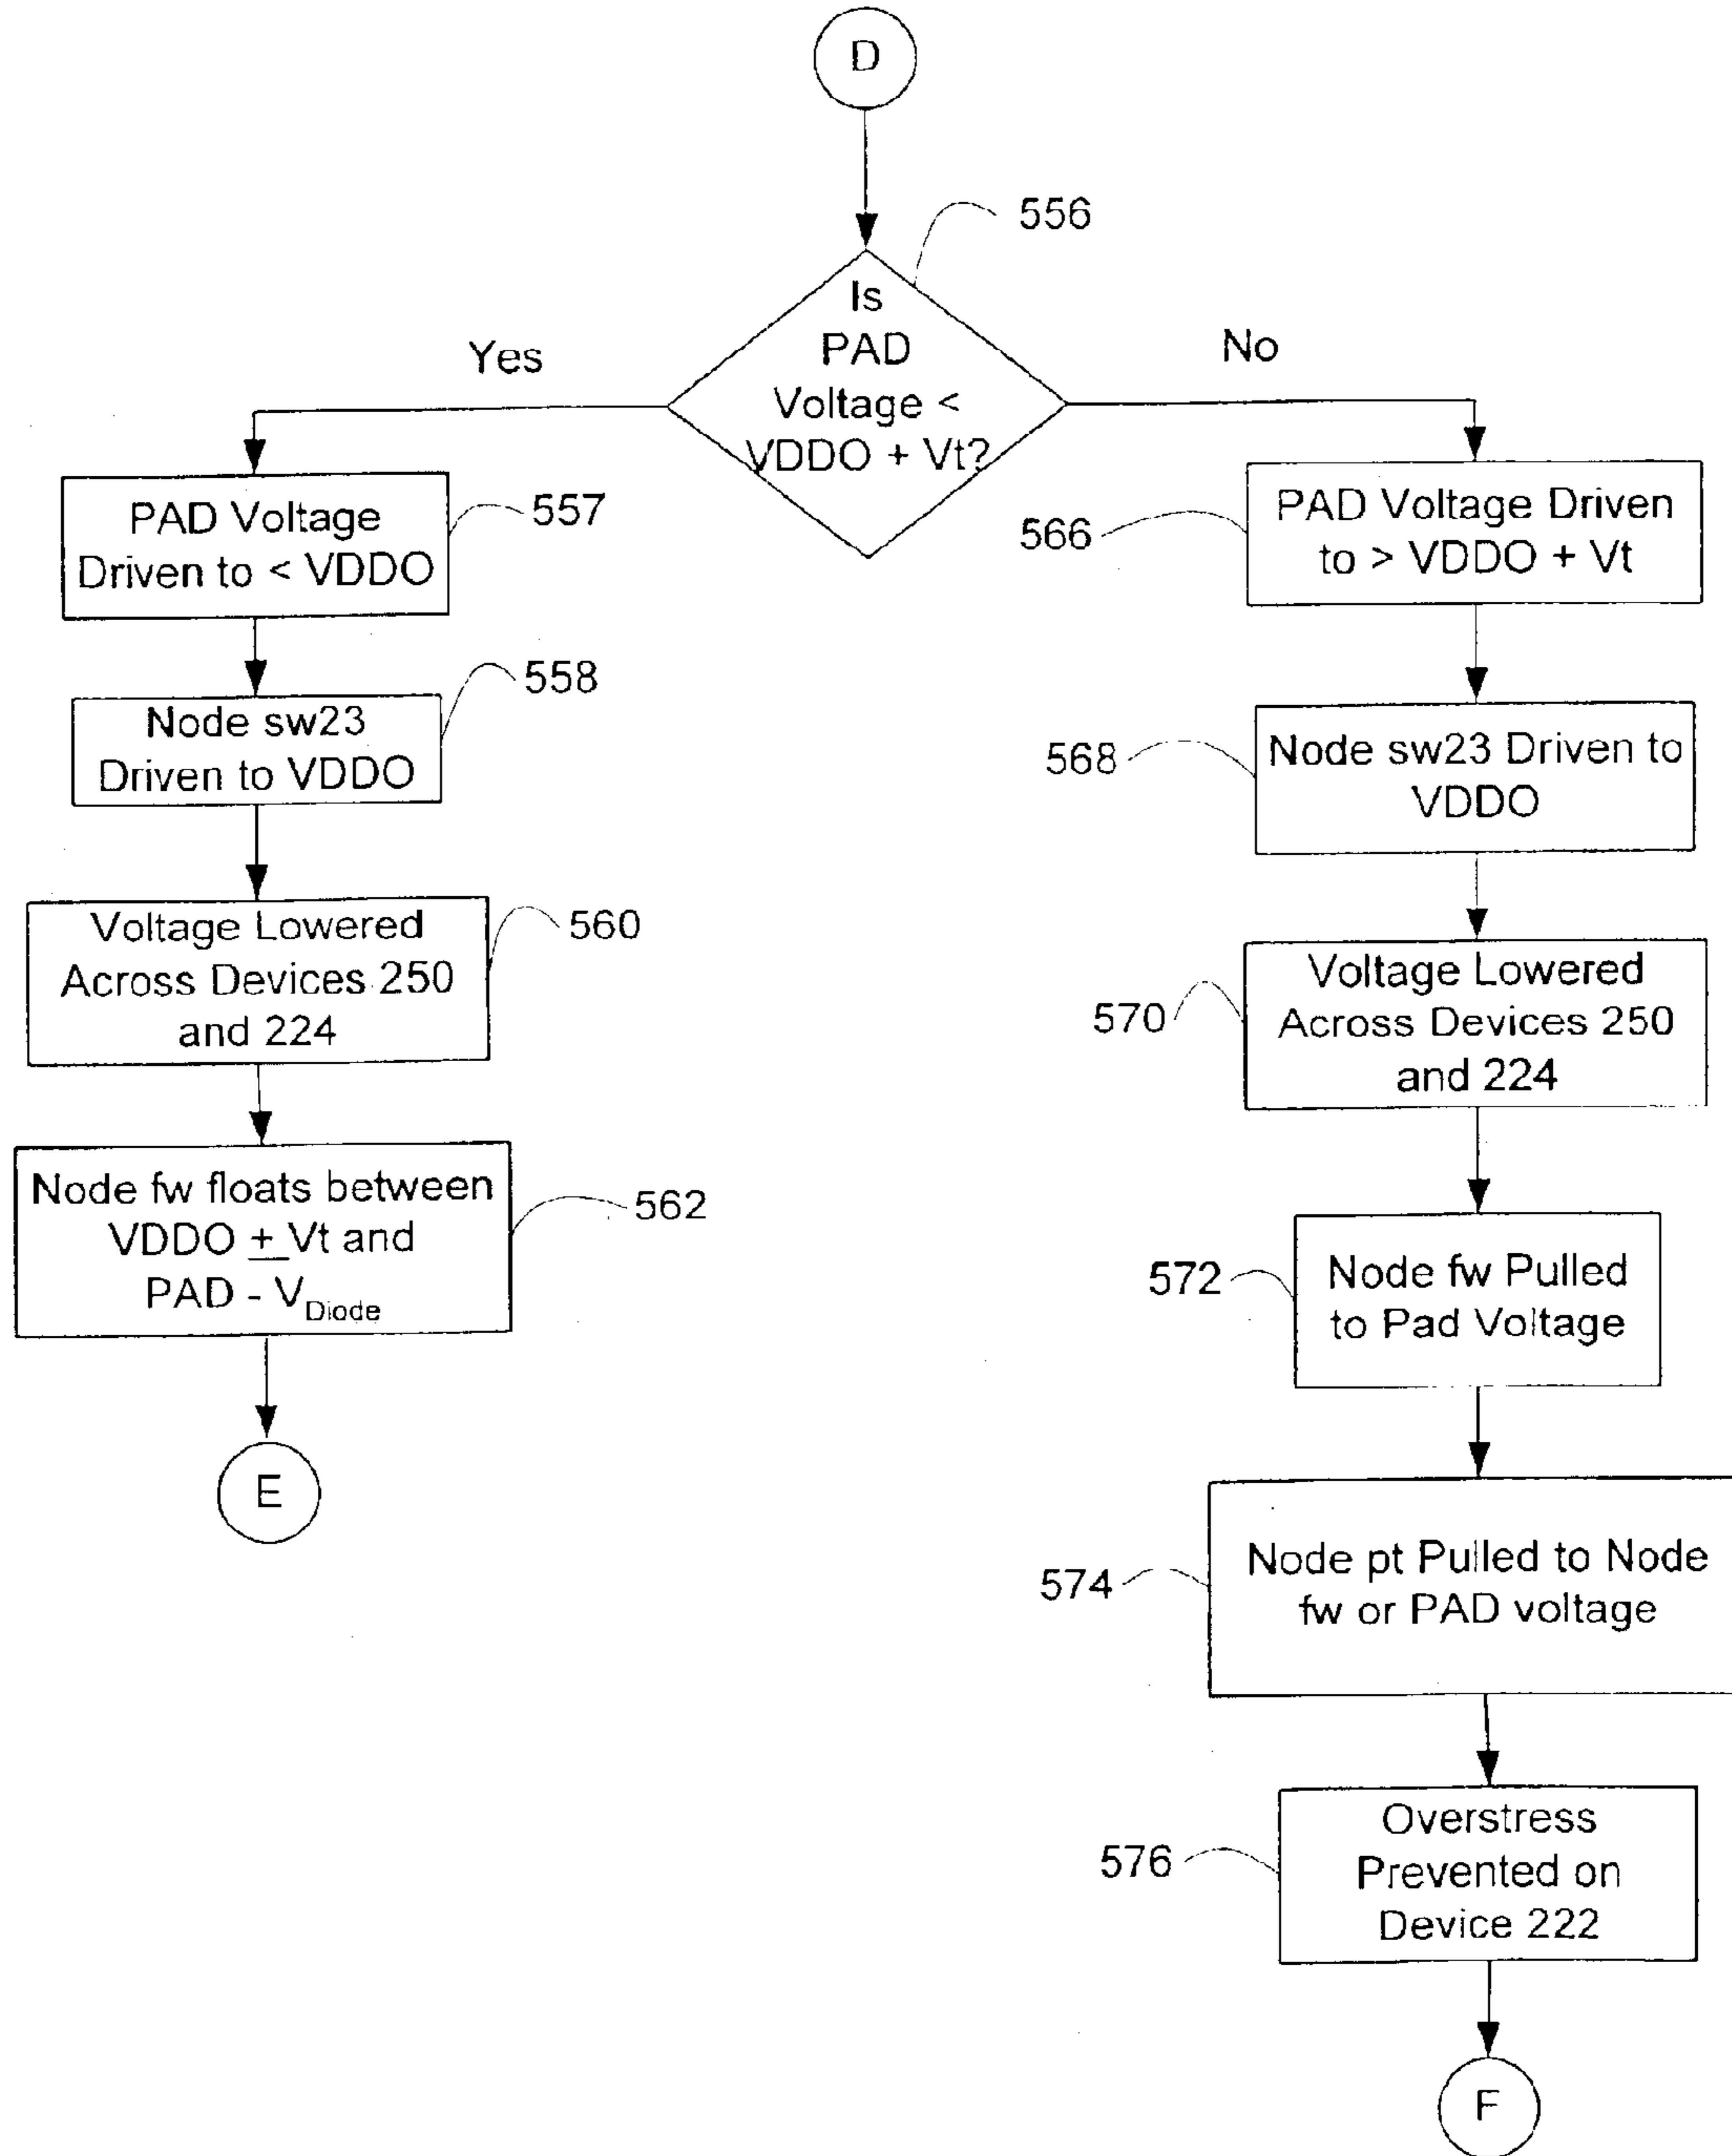 D
556
Is
PAD
Voltage <
VDDO + Vt?
Yes
No
PAD Voltage
Driven to < VDDO
557
Node sw23
Driven to VDDO
558
Voltage Lowered
Across Devices 250
and 224
560
Node fw floats between
VDDO ± Vt and
PAD - VDiode
562
E
PAD Voltage Driven
to > VDDO + Vt
566
Node sw23 Driven to
VDDO
568
Voltage Lowered
Across Devices 250
and 224
570
Node fw Pulled
to Pad Voltage
572
Node pt Pulled to Node
fw or PAD voltage
574
Overstress
Prevented on
Device 222
576
F